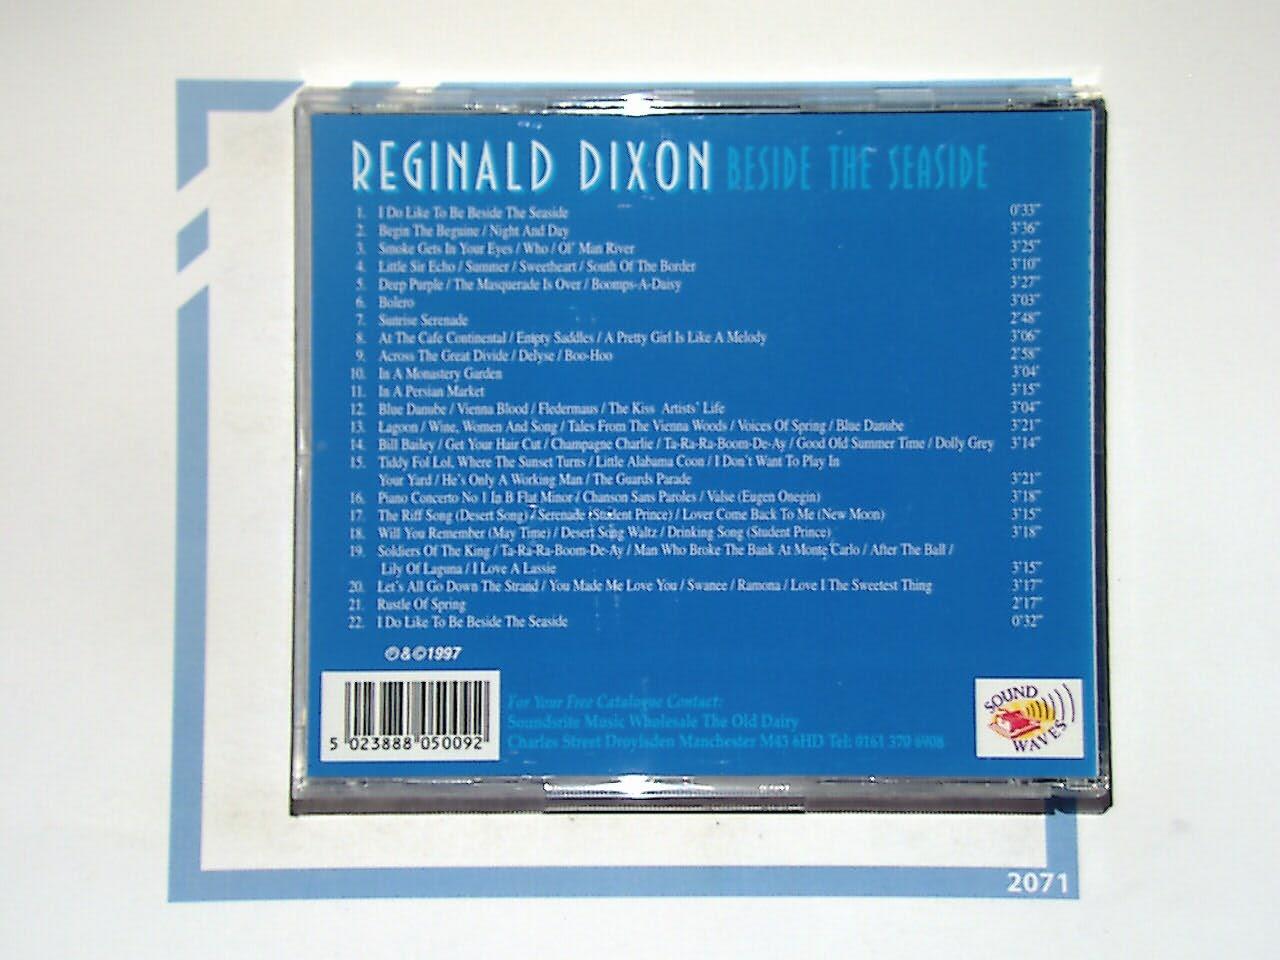 REGINALD DIXON BESIDE THE SEASIDE
1. I Do Like To Be Beside The Seaside 0'33"
2. Begin The Beguine / Night And Day 3'36"
3. Smoke Gets In Your Eyes / Who / Ol' Man River 3'25"
4. Little Sir Echo / Summer / Sweetheart / South Of The Border 3'10"
5. Deep Purple / The Masquerade Is Over / Boomps-A-Daisy 3'27"
6. Bolero 3'03"
7. Sunrise Serenade 2'48"
8. At The Cafe Continental / Empty Saddles / A Pretty Girl Is Like A Melody 3'06"
9. Across The Great Divide / Delyse / Boo-Hoo 2'58"
10. In A Monastery Garden 3'04"
11. In A Persian Market 3'15"
12. Blue Danube / Vienna Blood / Fledermaus / The Kiss Artists' Life 3'04"
13. Lagoon / Wine, Women And Song / Tales From The Vienna Woods / Voices Of Spring / Blue Danube 3'21"
14. Bill Bailey / Get Your Hair Cut / Champagne Charlie / Ta-Ra-Ra-Boom-De-Ay / Good Old Summer Time / Dolly Grey 3'14"
15. Tiddy Fol Lol, Where The Sunset Turns / Little Alabama Coon / I Don't Want To Play In
Your Yard / He's Only A Working Man / The Guards Parade 3'21"
16. Piano Concerto No 1 In B Flat Minor / Chanson Sans Paroles / Valse (Eugen Onegin) 3'18"
17. The Riff Song (Desert Song) / Serenade (Student Prince) / Lover Come Back To Me (New Moon) 3'15"
18. Will You Remember (May Time) / Desert Song Waltz / Drinking Song (Student Prince) 3'18"
19. Soldiers Of The King / Ta-Ra-Ra-Boom-De-Ay / Man Who Broke The Bank At Monte Carlo / After The Ball /
Lily Of Laguna / I Love A Lassie 3'15"
20. Let's All Go Down The Strand / You Made Me Love You / Swanee / Ramona / Love I The Sweetest Thing 3'17"
21. Rustle Of Spring 2'17"
22. I Do Like To Be Beside The Seaside 0'32"
℗&©1997
For Your Free Catalogue Contact:
Soundsrite Music Wholesale The Old Dairy
Charles Street Droylsden Manchester M43 6HD Tel: 0161 370 6908
5 023888 050092
SOUND
WAVES
2071